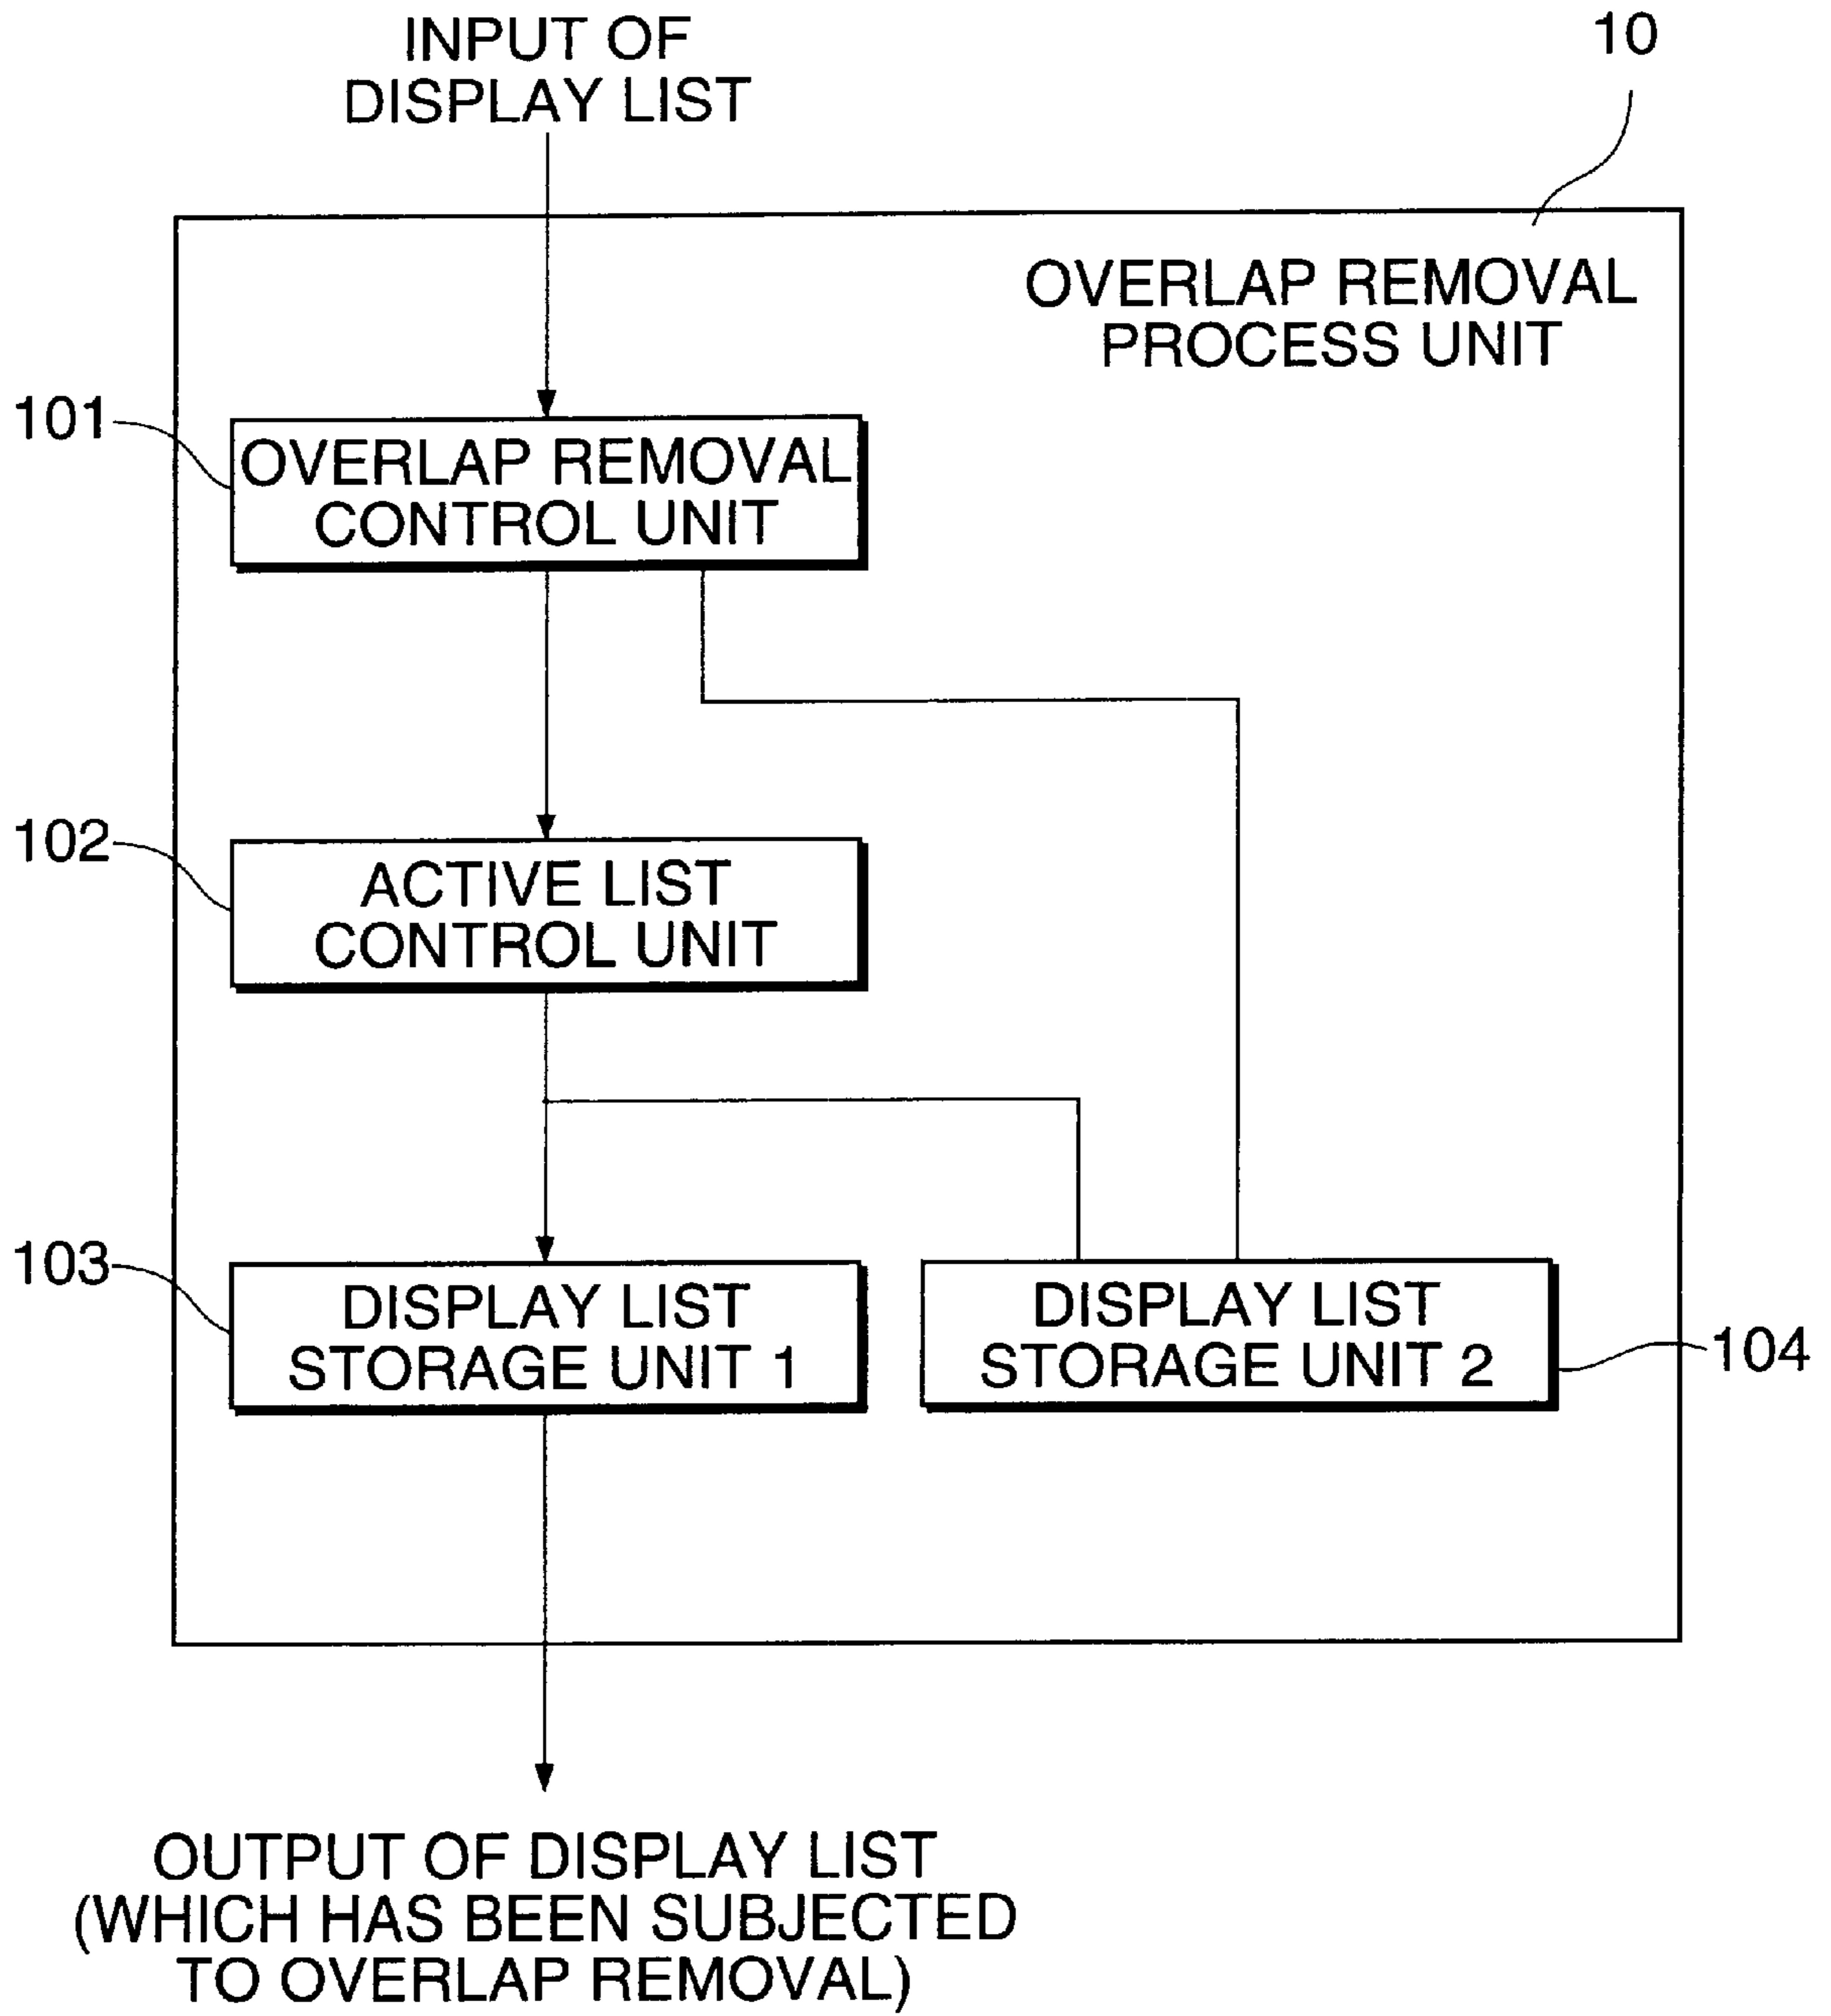 INPUT OF
DISPLAY LIST
10
OVERLAP REMOVAL
PROCESS UNIT
101
OVERLAP REMOVAL
CONTROL UNIT
102
ACTIVE LIST
CONTROL UNIT
103
DISPLAY LIST
STORAGE UNIT 1
DISPLAY LIST
STORAGE UNIT 2
104
OUTPUT OF DISPLAY LIST
(WHICH HAS BEEN SUBJECTED
TO OVERLAP REMOVAL)